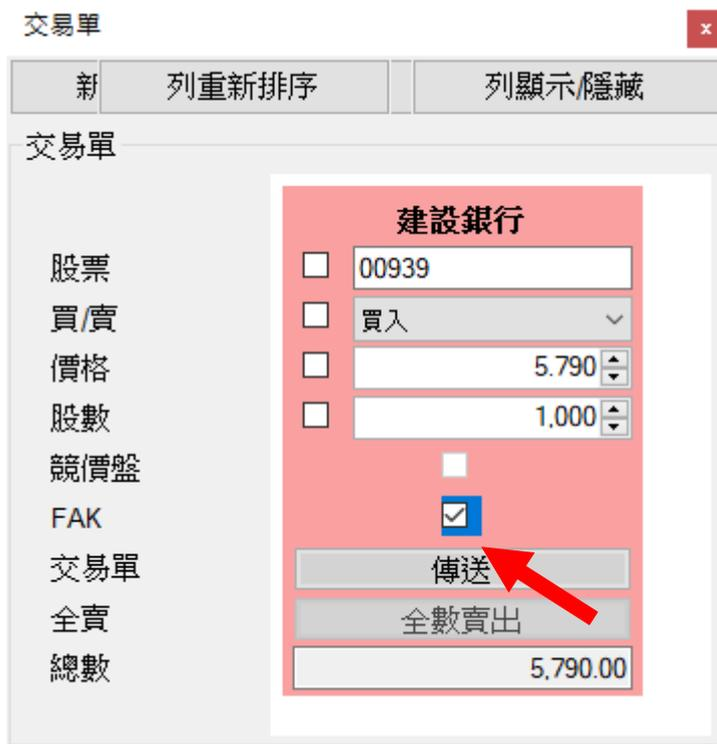 交易單
x
新
列重新排序
列顯示/隱藏
交易單
建設銀行
股票 00939
買/賣 買入
價格 5.790
股數 1,000
競價盤
FAK
交易單 傳送
全賣 全數賣出
總數 5,790.00